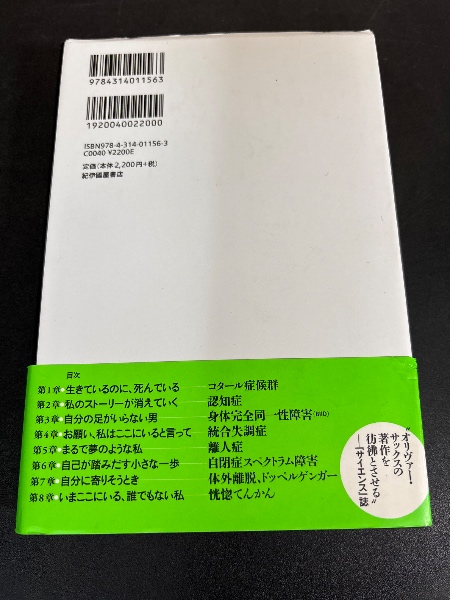 9784314011563
1920040022000
ISBN978-4-314-01156-3
C0040 ¥2200E
定価(本体2,200円+税)
紀伊國屋書店
目次
第1章●生きているのに、死んでいる――コタール症候群
第2章●私のストーリーが消えていく――認知症
第3章●自分の足がいらない男――身体完全同一性障害(BIID)
第4章●お願い、私はここにいると言って――統合失調症
第5章●まるで夢のような私――離人症
第6章●自己が踏みだす小さな一歩――自閉症スペクトラム障害
第7章●自分に寄りそうとき――体外離脱、ドッペルゲンガー
第8章●いまここにいる、誰でもない私――恍惚てんかん
"オリヴァー・
サックスの
著作を
彷彿とさせる"
―『サイエンス』誌